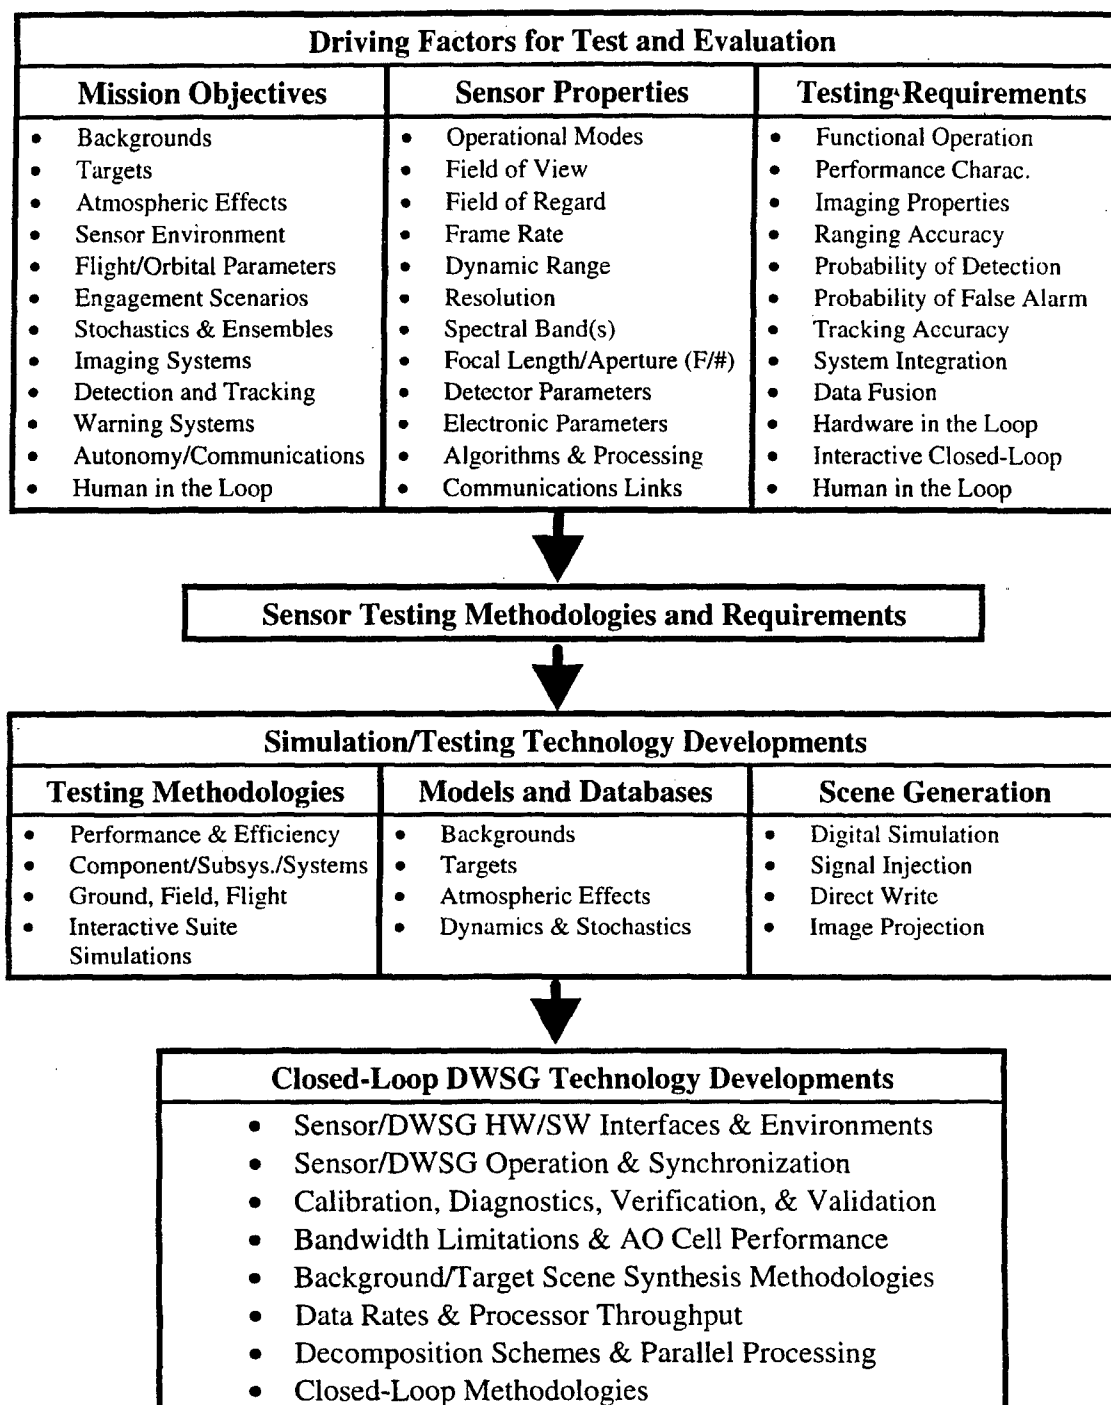 Driving Factors for Test and Evaluation
Mission Objectives
• Backgrounds
• Targets
• Atmospheric Effects
• Sensor Environment
• Flight/Orbital Parameters
• Engagement Scenarios
• Stochastics & Ensembles
• Imaging Systems
• Detection and Tracking
• Warning Systems
• Autonomy/Communications
• Human in the Loop
Sensor Properties
• Operational Modes
• Field of View
• Field of Regard
• Frame Rate
• Dynamic Range
• Resolution
• Spectral Band(s)
• Focal Length/Aperture (F/#)
• Detector Parameters
• Electronic Parameters
• Algorithms & Processing
• Communications Links
Testing Requirements
• Functional Operation
• Performance Charac.
• Imaging Properties
• Ranging Accuracy
• Probability of Detection
• Probability of False Alarm
• Tracking Accuracy
• System Integration
• Data Fusion
• Hardware in the Loop
• Interactive Closed-Loop
• Human in the Loop
Sensor Testing Methodologies and Requirements
Simulation/Testing Technology Developments
Testing Methodologies
• Performance & Efficiency
• Component/Subsys./Systems
• Ground, Field, Flight
• Interactive Suite
Simulations
Models and Databases
• Backgrounds
• Targets
• Atmospheric Effects
• Dynamics & Stochastics
Scene Generation
• Digital Simulation
• Signal Injection
• Direct Write
• Image Projection
Closed-Loop DWSG Technology Developments
• Sensor/DWSG HW/SW Interfaces & Environments
• Sensor/DWSG Operation & Synchronization
• Calibration, Diagnostics, Verification, & Validation
• Bandwidth Limitations & AO Cell Performance
• Background/Target Scene Synthesis Methodologies
• Data Rates & Processor Throughput
• Decomposition Schemes & Parallel Processing
• Closed-Loop Methodologies